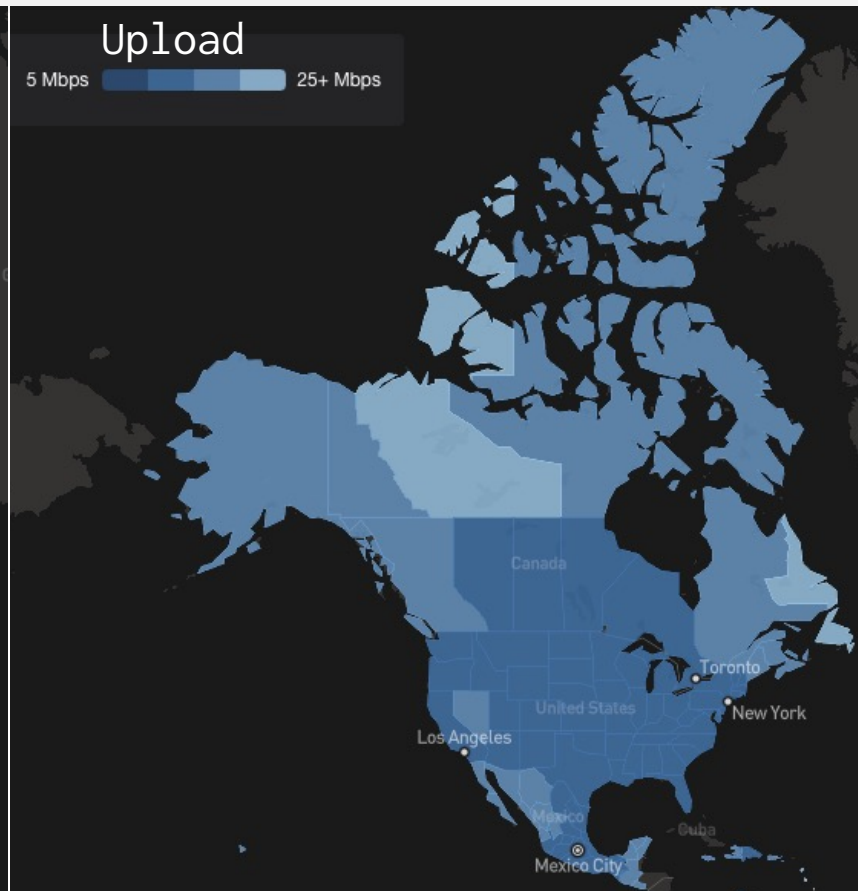 Upload
5 Mbps 25+ Mbps
Canada
Toronto
United States
New York
Los Angeles
Mexico
Cuba
Mexico City